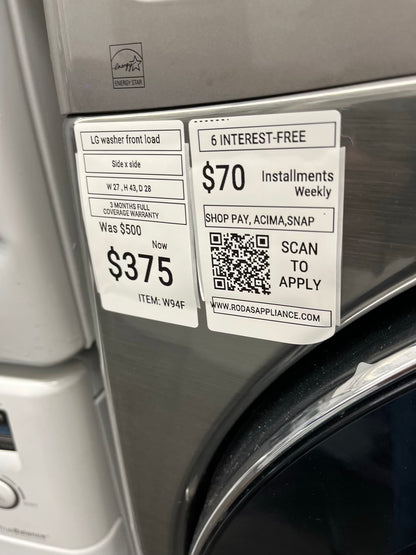 energy
ENERGY STAR
LG washer front load
Side x side
W 27 , H 43, D 28
3 MONTHS FULL
COVERAGE WARRANTY
Was $500
Now
$375
ITEM: W94F
6 INTEREST-FREE
$70 Installments
Weekly
SHOP PAY, ACIMA,SNAP
SCAN
TO
APPLY
WWW.RODASAPPLIANCE.COM
TrueBalance